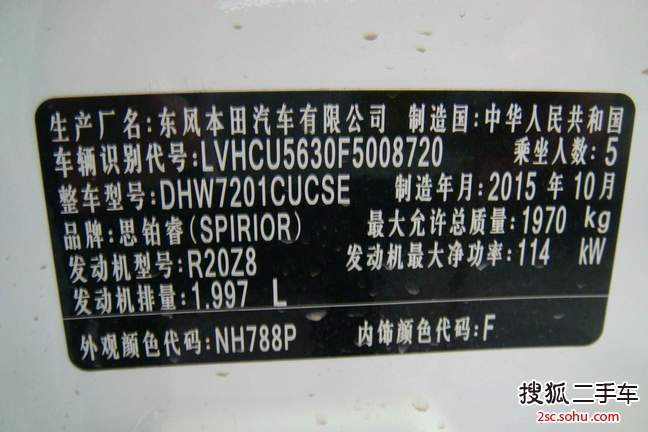 生产厂名:东风本田汽车有限公司 制造国:中华人民共和国
车辆识别代号:LVHCU5630F5008720 乘坐人数:5
整车型号:DHW7201CUCSE 制造年月:2015 年 10 月
品牌:思铂睿(SPIRIOR) 最大允许总质量:1970 kg
发动机型号:R20Z8 发动机最大净功率:114 kW
发动机排量:1.997 L
外观颜色代码:NH788P 内饰颜色代码:F
搜狐二手车
2sc.sohu.com